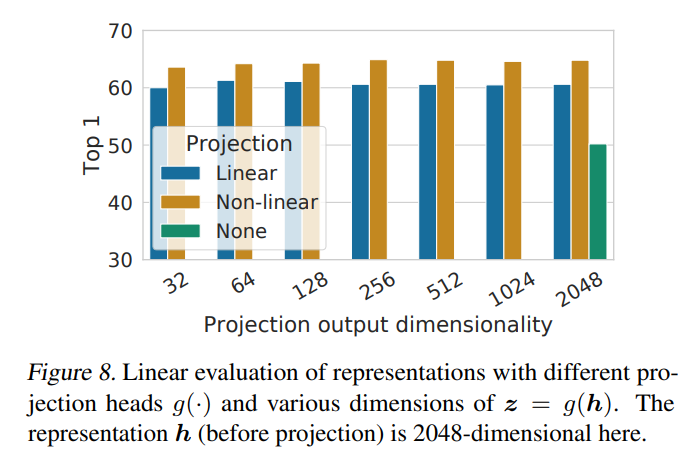 70
60
50
40
30
Top 1
Projection
Linear
Non-linear
None
32 64 128 256 512 1024 2048
Projection output dimensionality
Figure 8. Linear evaluation of representations with different pro-
jection heads g(·) and various dimensions of z = g(h). The
representation h (before projection) is 2048-dimensional here.